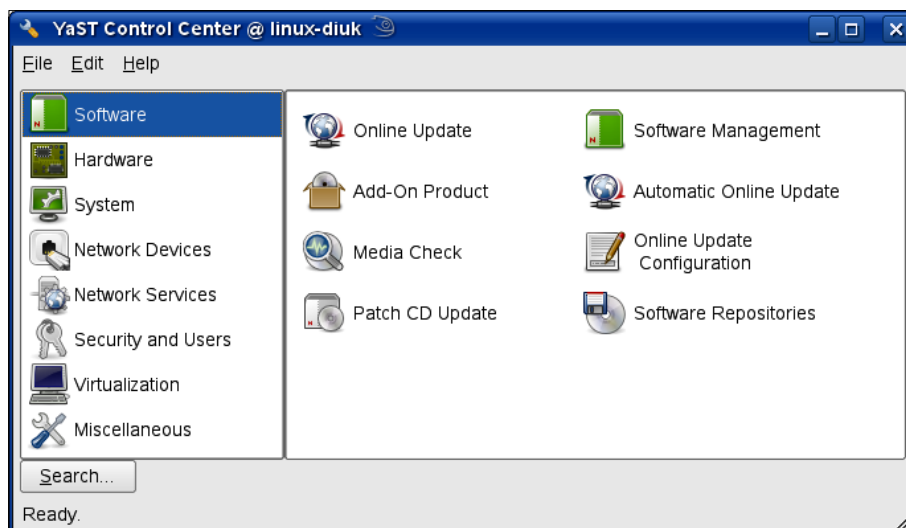 YaST Control Center @ linux-diuk
File Edit Help
Software
Hardware
System
Network Devices
Network Services
Security and Users
Virtualization
Miscellaneous
Online Update
Software Management
Add-On Product
Automatic Online Update
Media Check
Online Update
Configuration
Patch CD Update
Software Repositories
Search...
Ready.